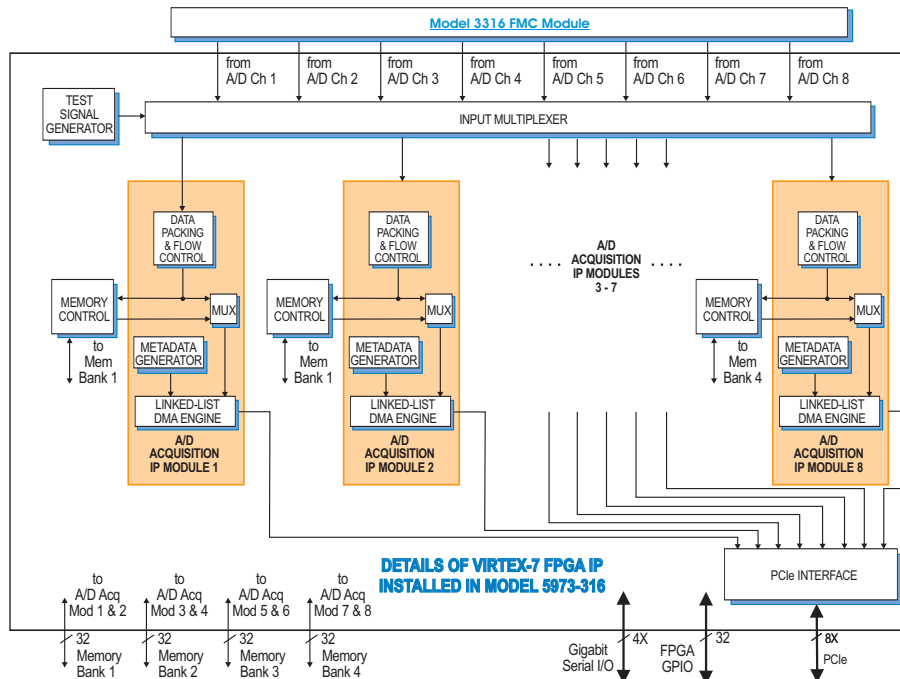 Model 3316 FMC Module
from
A/D Ch 1
from
A/D Ch 2
from
A/D Ch 3
from
A/D Ch 4
from
A/D Ch 5
from
A/D Ch 6
from
A/D Ch 7
from
A/D Ch 8
TEST
SIGNAL
GENERATOR
INPUT MULTIPLEXER
DATA
PACKING
& FLOW
CONTROL
MEMORY
CONTROL
MUX
to
Mem
Bank 1
METADATA
GENERATOR
LINKED-LIST
DMA ENGINE
A/D
ACQUISITION
IP MODULE 1
DATA
PACKING
& FLOW
CONTROL
MEMORY
CONTROL
MUX
to
Mem
Bank 1
METADATA
GENERATOR
LINKED-LIST
DMA ENGINE
A/D
ACQUISITION
IP MODULE 2
A/D
. . . . ACQUISITION . . . .
IP MODULES
3 - 7
DATA
PACKING
& FLOW
CONTROL
MEMORY
CONTROL
MUX
to
Mem
Bank 4
METADATA
GENERATOR
LINKED-LIST
DMA ENGINE
A/D
ACQUISITION
IP MODULE 8
DETAILS OF VIRTEX-7 FPGA IP
INSTALLED IN MODEL 5973-316
PCIe INTERFACE
to
A/D Acq
Mod 1 & 2
to
A/D Acq
Mod 3 & 4
to
A/D Acq
Mod 5 & 6
to
A/D Acq
Mod 7 & 8
32
Memory
Bank 1
32
Memory
Bank 2
32
Memory
Bank 3
32
Memory
Bank 4
4X
Gigabit
Serial I/O
32
FPGA
GPIO
8X
PCIe